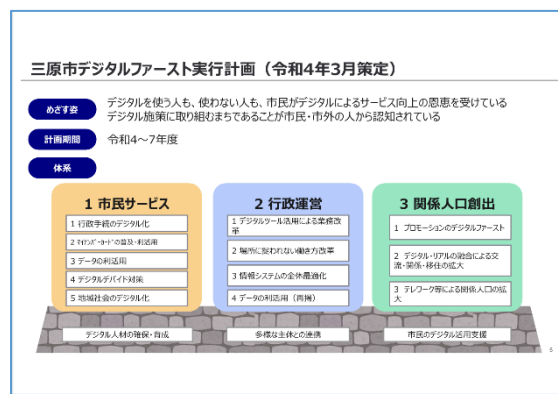 三原市デジタルファースト実行計画（令和4年3月策定）
めざす姿
デジタルを使う人も、使わない人も、市民がデジタルによるサービス向上の恩恵を受けている
デジタル施策に取り組むまちであることが市民・市外の人から認知されている
計画期間
令和4～7年度
体系
1 市民サービス
1 行政手続のデジタル化
2 マイナンバーカードの普及・利活用
3 データの利活用
4 デジタルデバイド対策
5 地域社会のデジタル化
2 行政運営
1 デジタルツール活用による業務改
革
2 場所に捉われない働き方改革
3 情報システムの全体最適化
4 データの利活用（再掲）
3 関係人口創出
1 プロモーションのデジタルファースト
2 デジタル・リアルの融合による交
流・関係・移住の拡大
3 テレワーク等による関係人口の拡
大
デジタル人材の確保・育成
多様な主体との連携
市民のデジタル活用支援
5